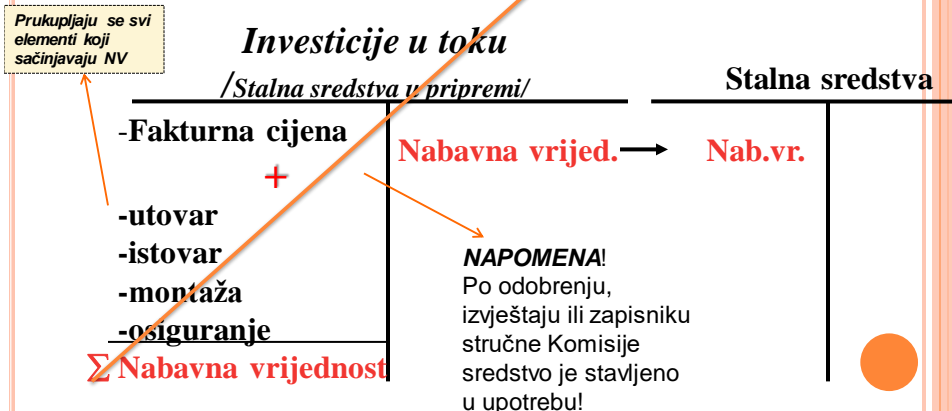 Prukupljaju se svi
elementi koji
sačinjavaju NV
Investicije u toku
/Stalna sredstva u pripremi/
Stalna sredstva
-Fakturna cijena
+
-utovar
-istovar
-montaža
-osiguranje
∑ Nabavna vrijednost
Nabavna vrijed.
Nab.vr.
NAPOMENA!
Po odobrenju,
izvještaju ili zapisniku
stručne Komisije
sredstvo je stavljeno
u upotrebu!